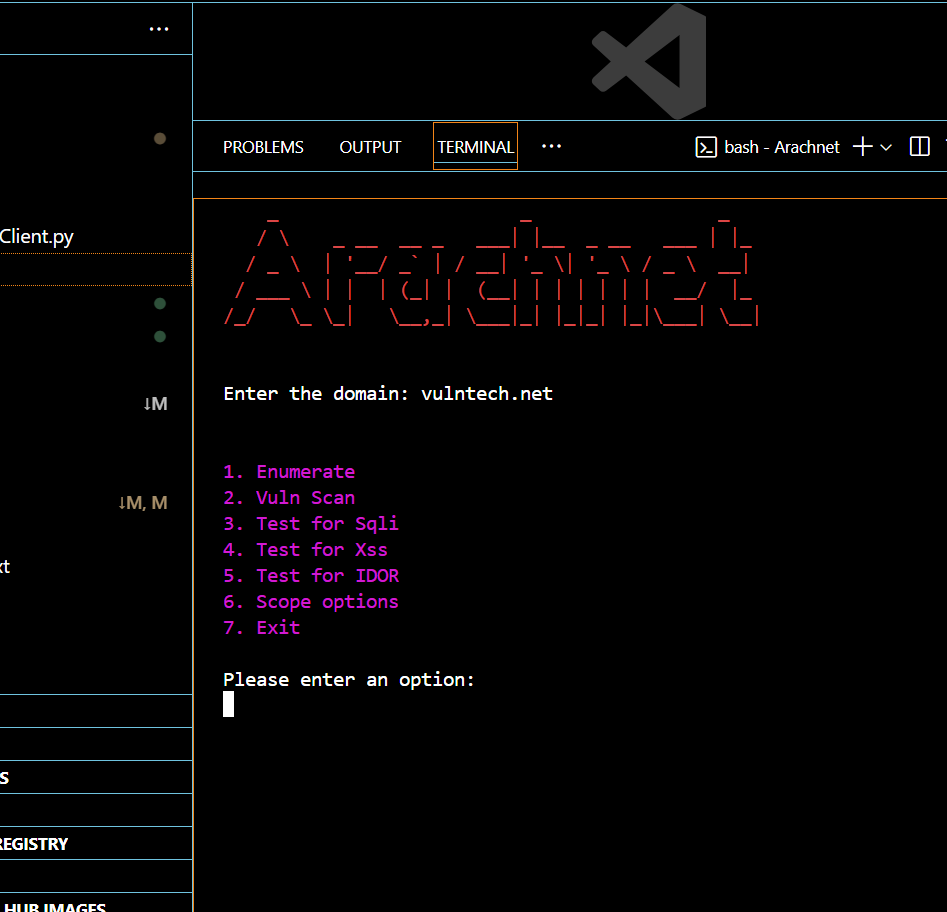 PROBLEMS OUTPUT TERMINAL ··· bash - Arachnet
Client.py
Arachnet
Enter the domain: vulntech.net
↓M
1. Enumerate
2. Vuln Scan
↓M, M
3. Test for Sqli
4. Test for Xss
5. Test for IDOR
6. Scope options
7. Exit
Please enter an option:
REGISTRY
HUB IMAGES